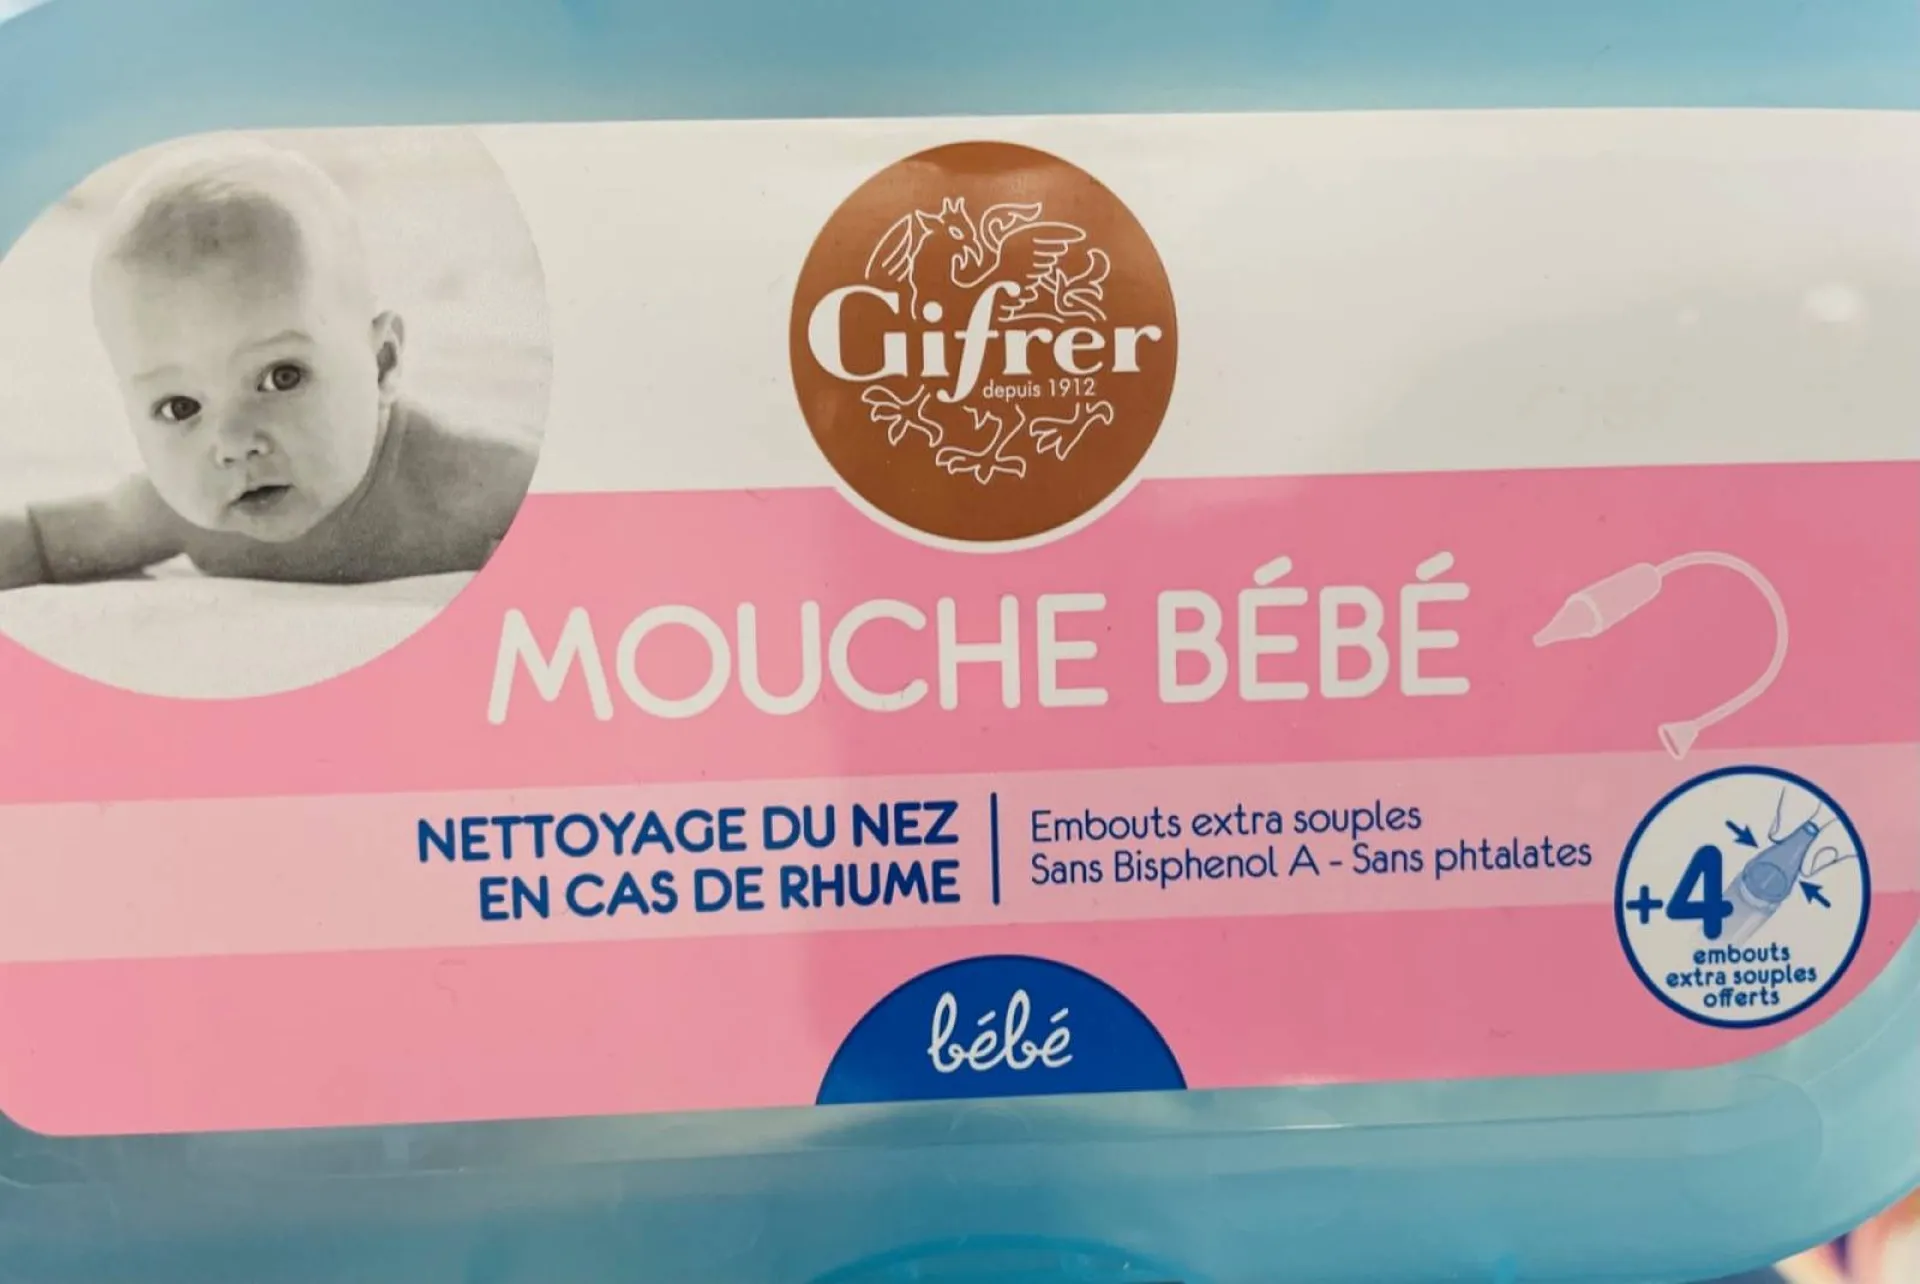 Gifrer
depuis 1912
MOUCHE BÉBÉ
NETTOYAGE DU NEZ
EN CAS DE RHUME
Embouts extra souples
Sans Bisphenol A - Sans phtalates
+4
embouts
extra souples
offerts
bébé